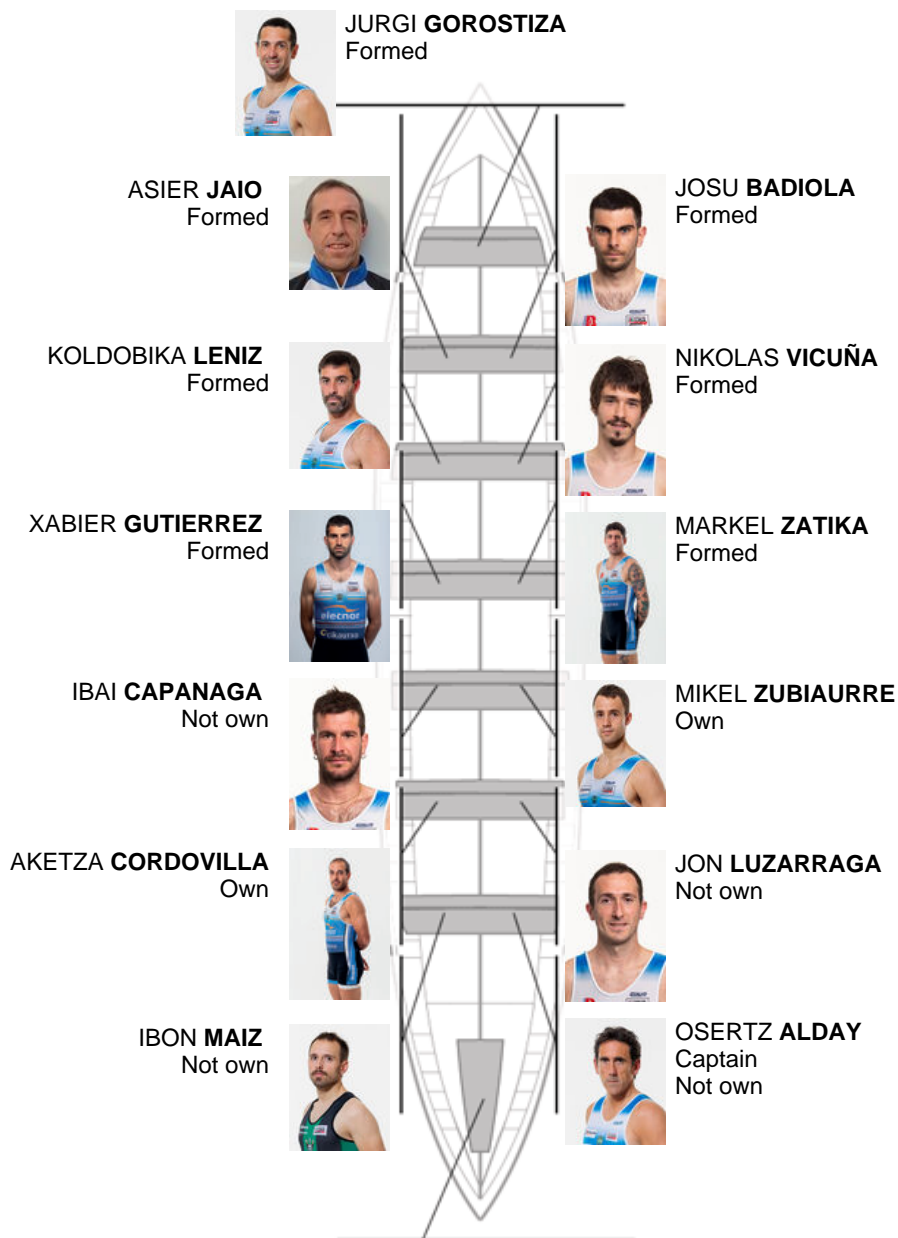 JURGI GOROSTIZA
Formed
ASIER JAIO
Formed
JOSU BADIOLA
Formed
KOLDOBIKA LENIZ
Formed
NIKOLAS VICUÑA
Formed
XABIER GUTIERREZ
Formed
MARKEL ZATIKA
Formed
elecnor
cikautxo
IBAI CAPANAGA
Not own
MIKEL ZUBIAURRE
Own
AKETZA CORDOVILLA
Own
JON LUZARRAGA
Not own
IBON MAIZ
Not own
OSERTZ ALDAY
Captain
Not own